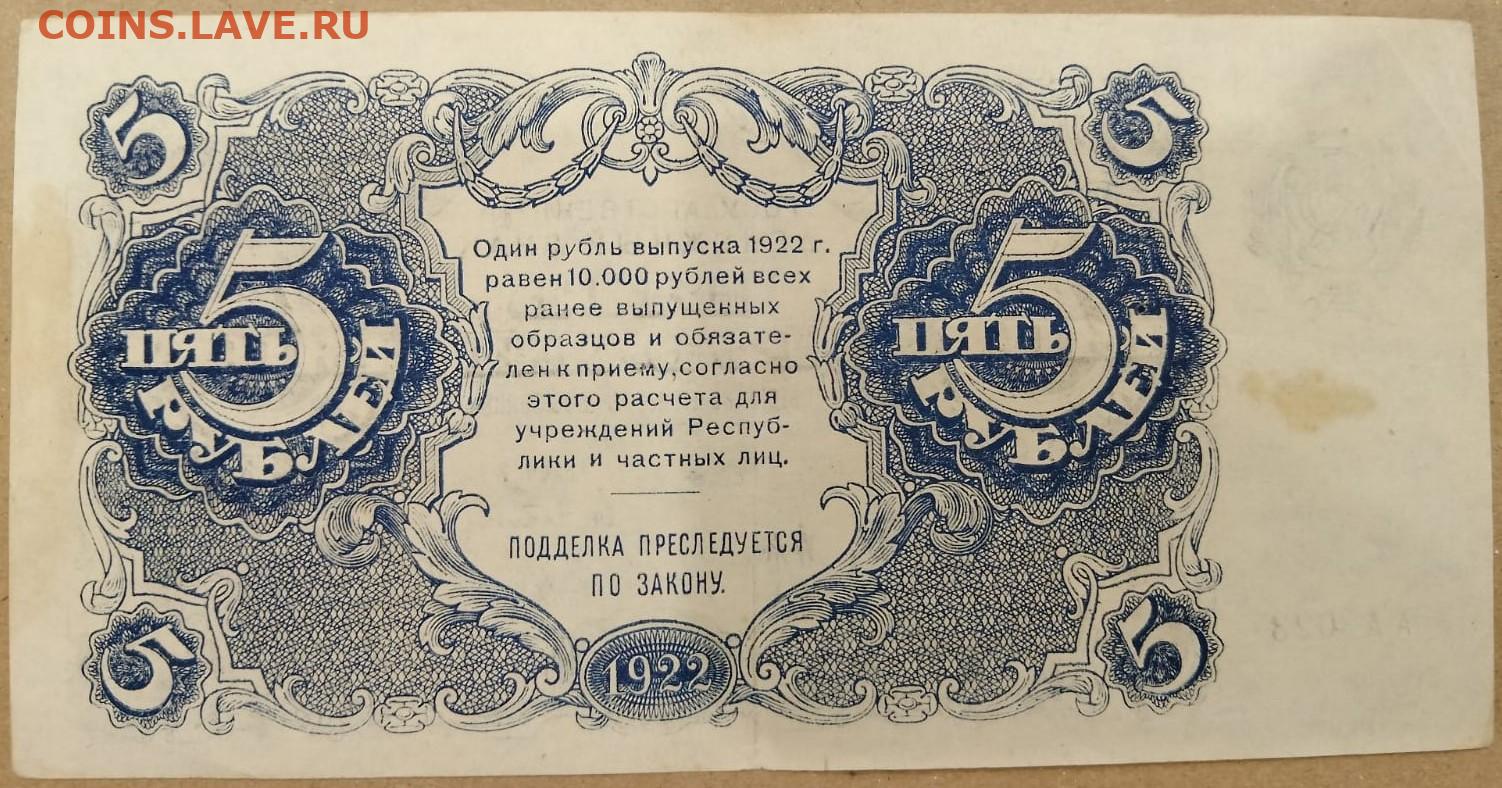 COINS.LAVE.RU
5
5
5 ПЯТЬ РУБЛЕЙ
Один рубль выпуска 1922 г.
равен 10.000 рублей всех
ранее выпущенных
образцов и обязате-
лен к приему, согласно
этого расчета для
учреждений Респуб-
лики и частных лиц.
ПОДДЕЛКА ПРЕСЛЕДУЕТСЯ
ПО ЗАКОНУ.
5 ПЯТЬ РУБЛЕЙ
5
1922
5